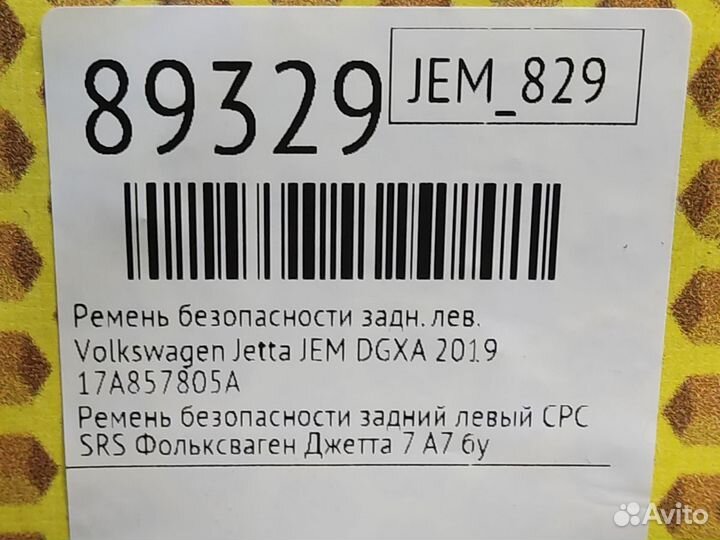 89329
JEM_829
Ремень безопасности задн. лев.
Volkswagen Jetta JEM DGXA 2019
17A857805A
Ремень безопасности задний левый СРС
SRS Фольксваген Джетта 7 А7 бу
Avito